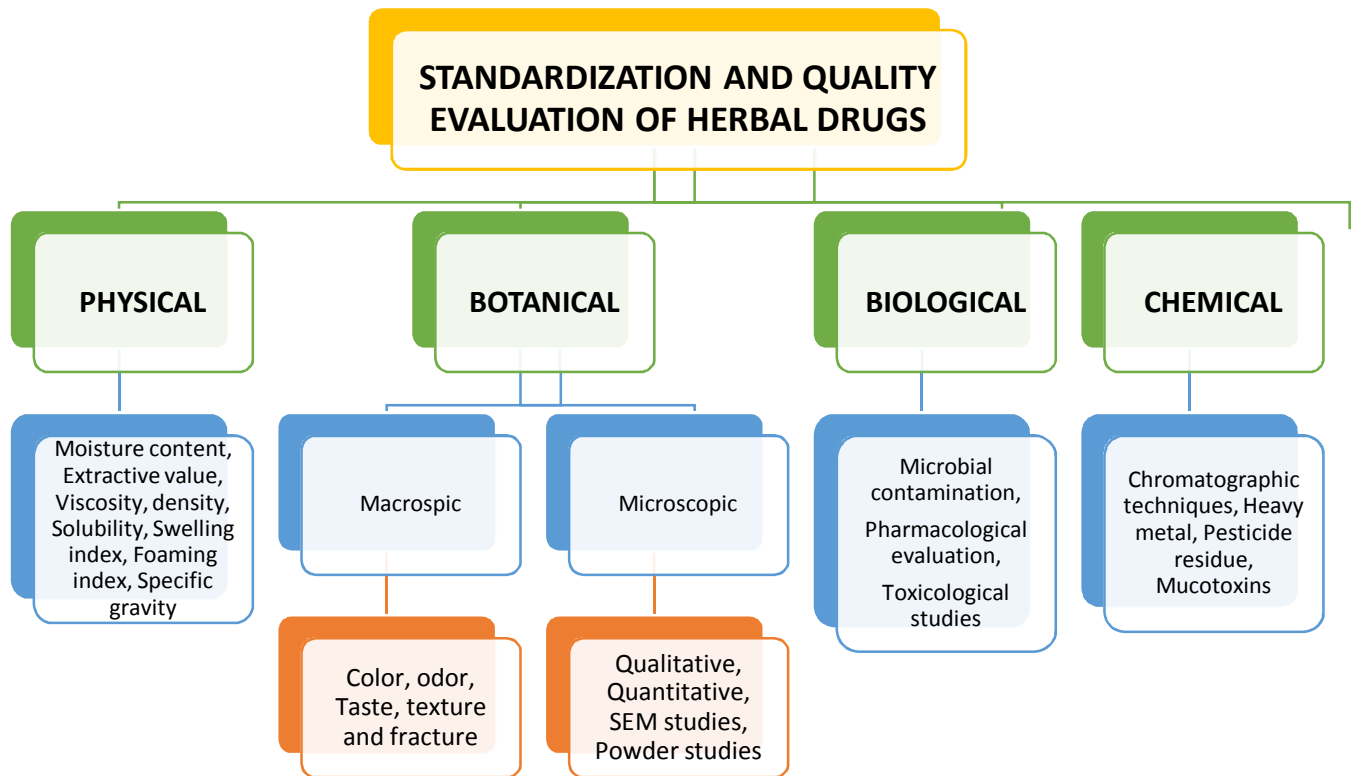 STANDARDIZATION AND QUALITY
EVALUATION OF HERBAL DRUGS
PHYSICAL
BOTANICAL
BIOLOGICAL
CHEMICAL
Moisture content,
Extractive value,
Viscosity, density,
Solubility, Swelling
index, Foaming
index, Specific
gravity
Macrospic
Microscopic
Microbial
contamination,
Pharmacological
evaluation,
Toxicological
studies
Chromatographic
techniques, Heavy
metal, Pesticide
residue,
Mucotoxins
Color, odor,
Taste, texture
and fracture
Qualitative,
Quantitative,
SEM studies,
Powder studies